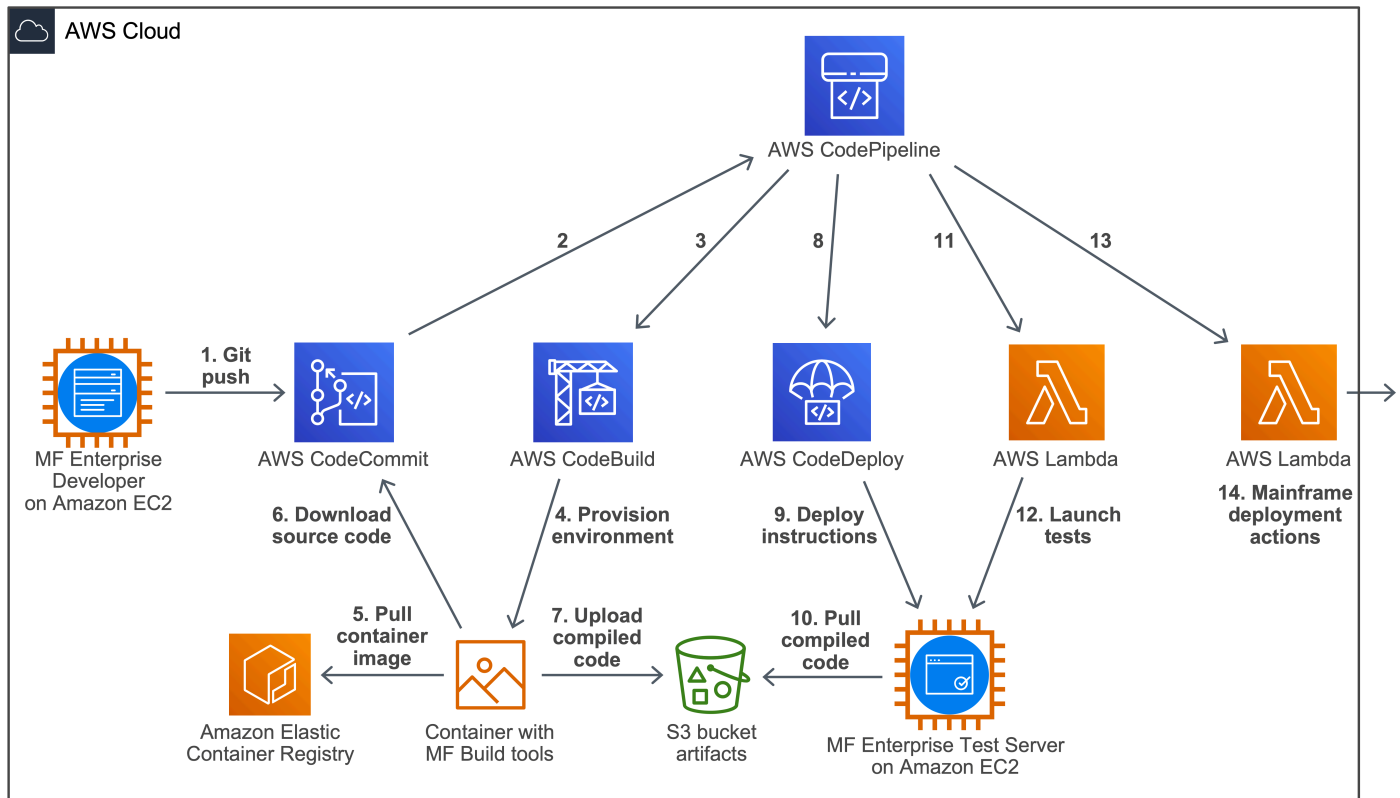 AWS Cloud
AWS CodePipeline
2
3
8
11
13
1. Git
push
MF Enterprise
Developer
on Amazon EC2
AWS CodeCommit
AWS CodeBuild
AWS CodeDeploy
AWS Lambda
AWS Lambda
6. Download
source code
4. Provision
environment
9. Deploy
instructions
12. Launch
tests
14. Mainframe
deployment
actions
5. Pull
container
image
7. Upload
compiled
code
10. Pull
compiled
code
Amazon Elastic
Container Registry
Container with
MF Build tools
S3 bucket
artifacts
MF Enterprise Test Server
on Amazon EC2